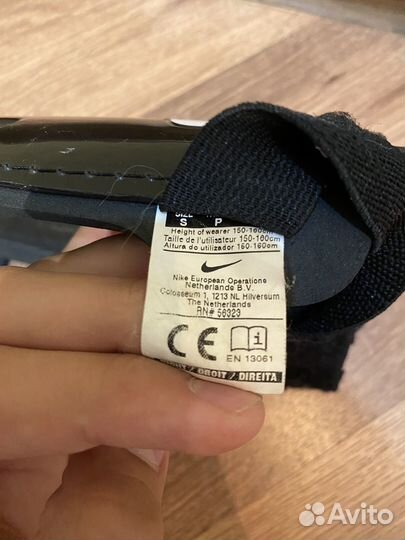 SIZE P
S
Height of wearer 150-160cm
Taille de l'utilisateur 150-160cm
Altura do utilizador 150-160cm
Nike European Operations
Netherlands B.V.
Colosseum 1, 1213 NL Hilversum
The Netherlands
RN# 56323
CE i
EN 13061
/DROIT/DIREITA
Avito